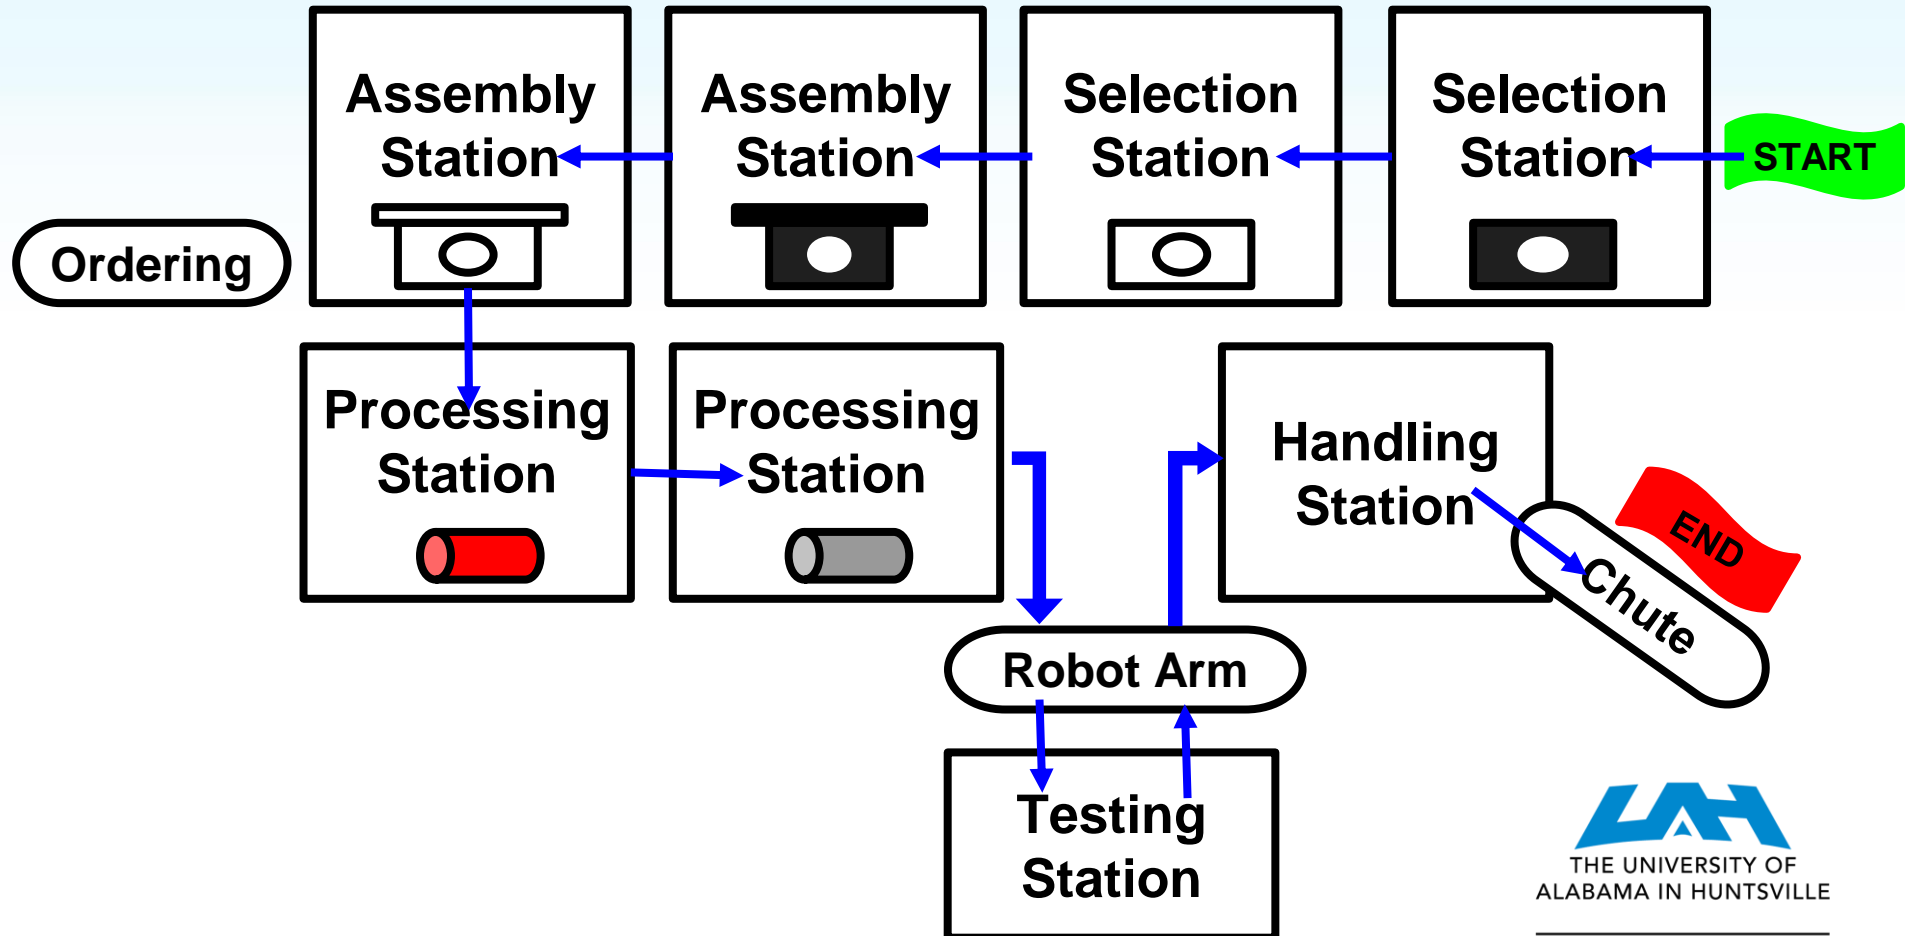 Assembly
Station
Assembly
Station
Selection
Station
Selection
Station
START
Ordering
Processing
Station
Processing
Station
Handling
Station
END
Chute
Robot Arm
Testing
Station
UAH
THE UNIVERSITY OF
ALABAMA IN HUNTSVILLE